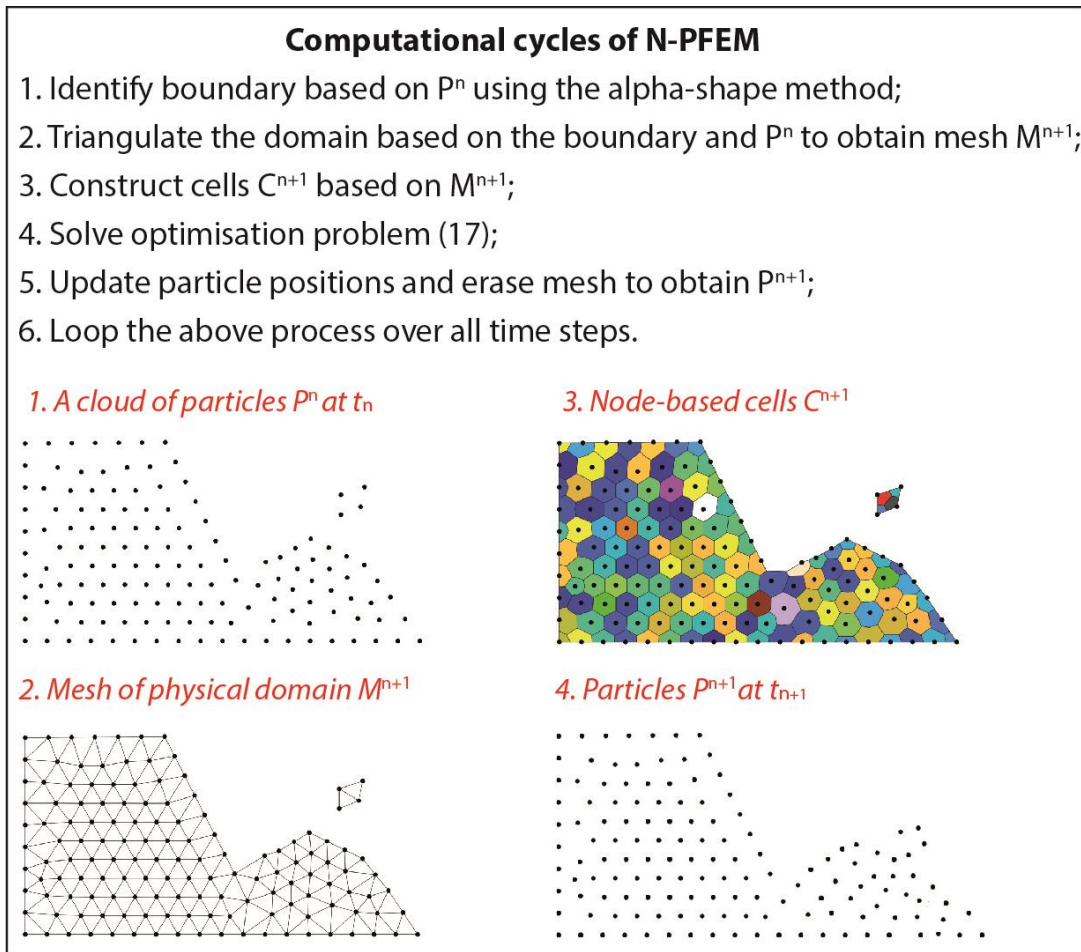 Computational cycles of N-PFEM
1. Identify boundary based on Pⁿ using the alpha-shape method;
2. Triangulate the domain based on the boundary and Pⁿ to obtain mesh Mⁿ⁺¹;
3. Construct cells Cⁿ⁺¹ based on Mⁿ⁺¹;
4. Solve optimisation problem (17);
5. Update particle positions and erase mesh to obtain Pⁿ⁺¹;
6. Loop the above process over all time steps.
1. A cloud of particles Pⁿ at tₙ
3. Node-based cells Cⁿ⁺¹
2. Mesh of physical domain Mⁿ⁺¹
4. Particles Pⁿ⁺¹ at tₙ₊₁